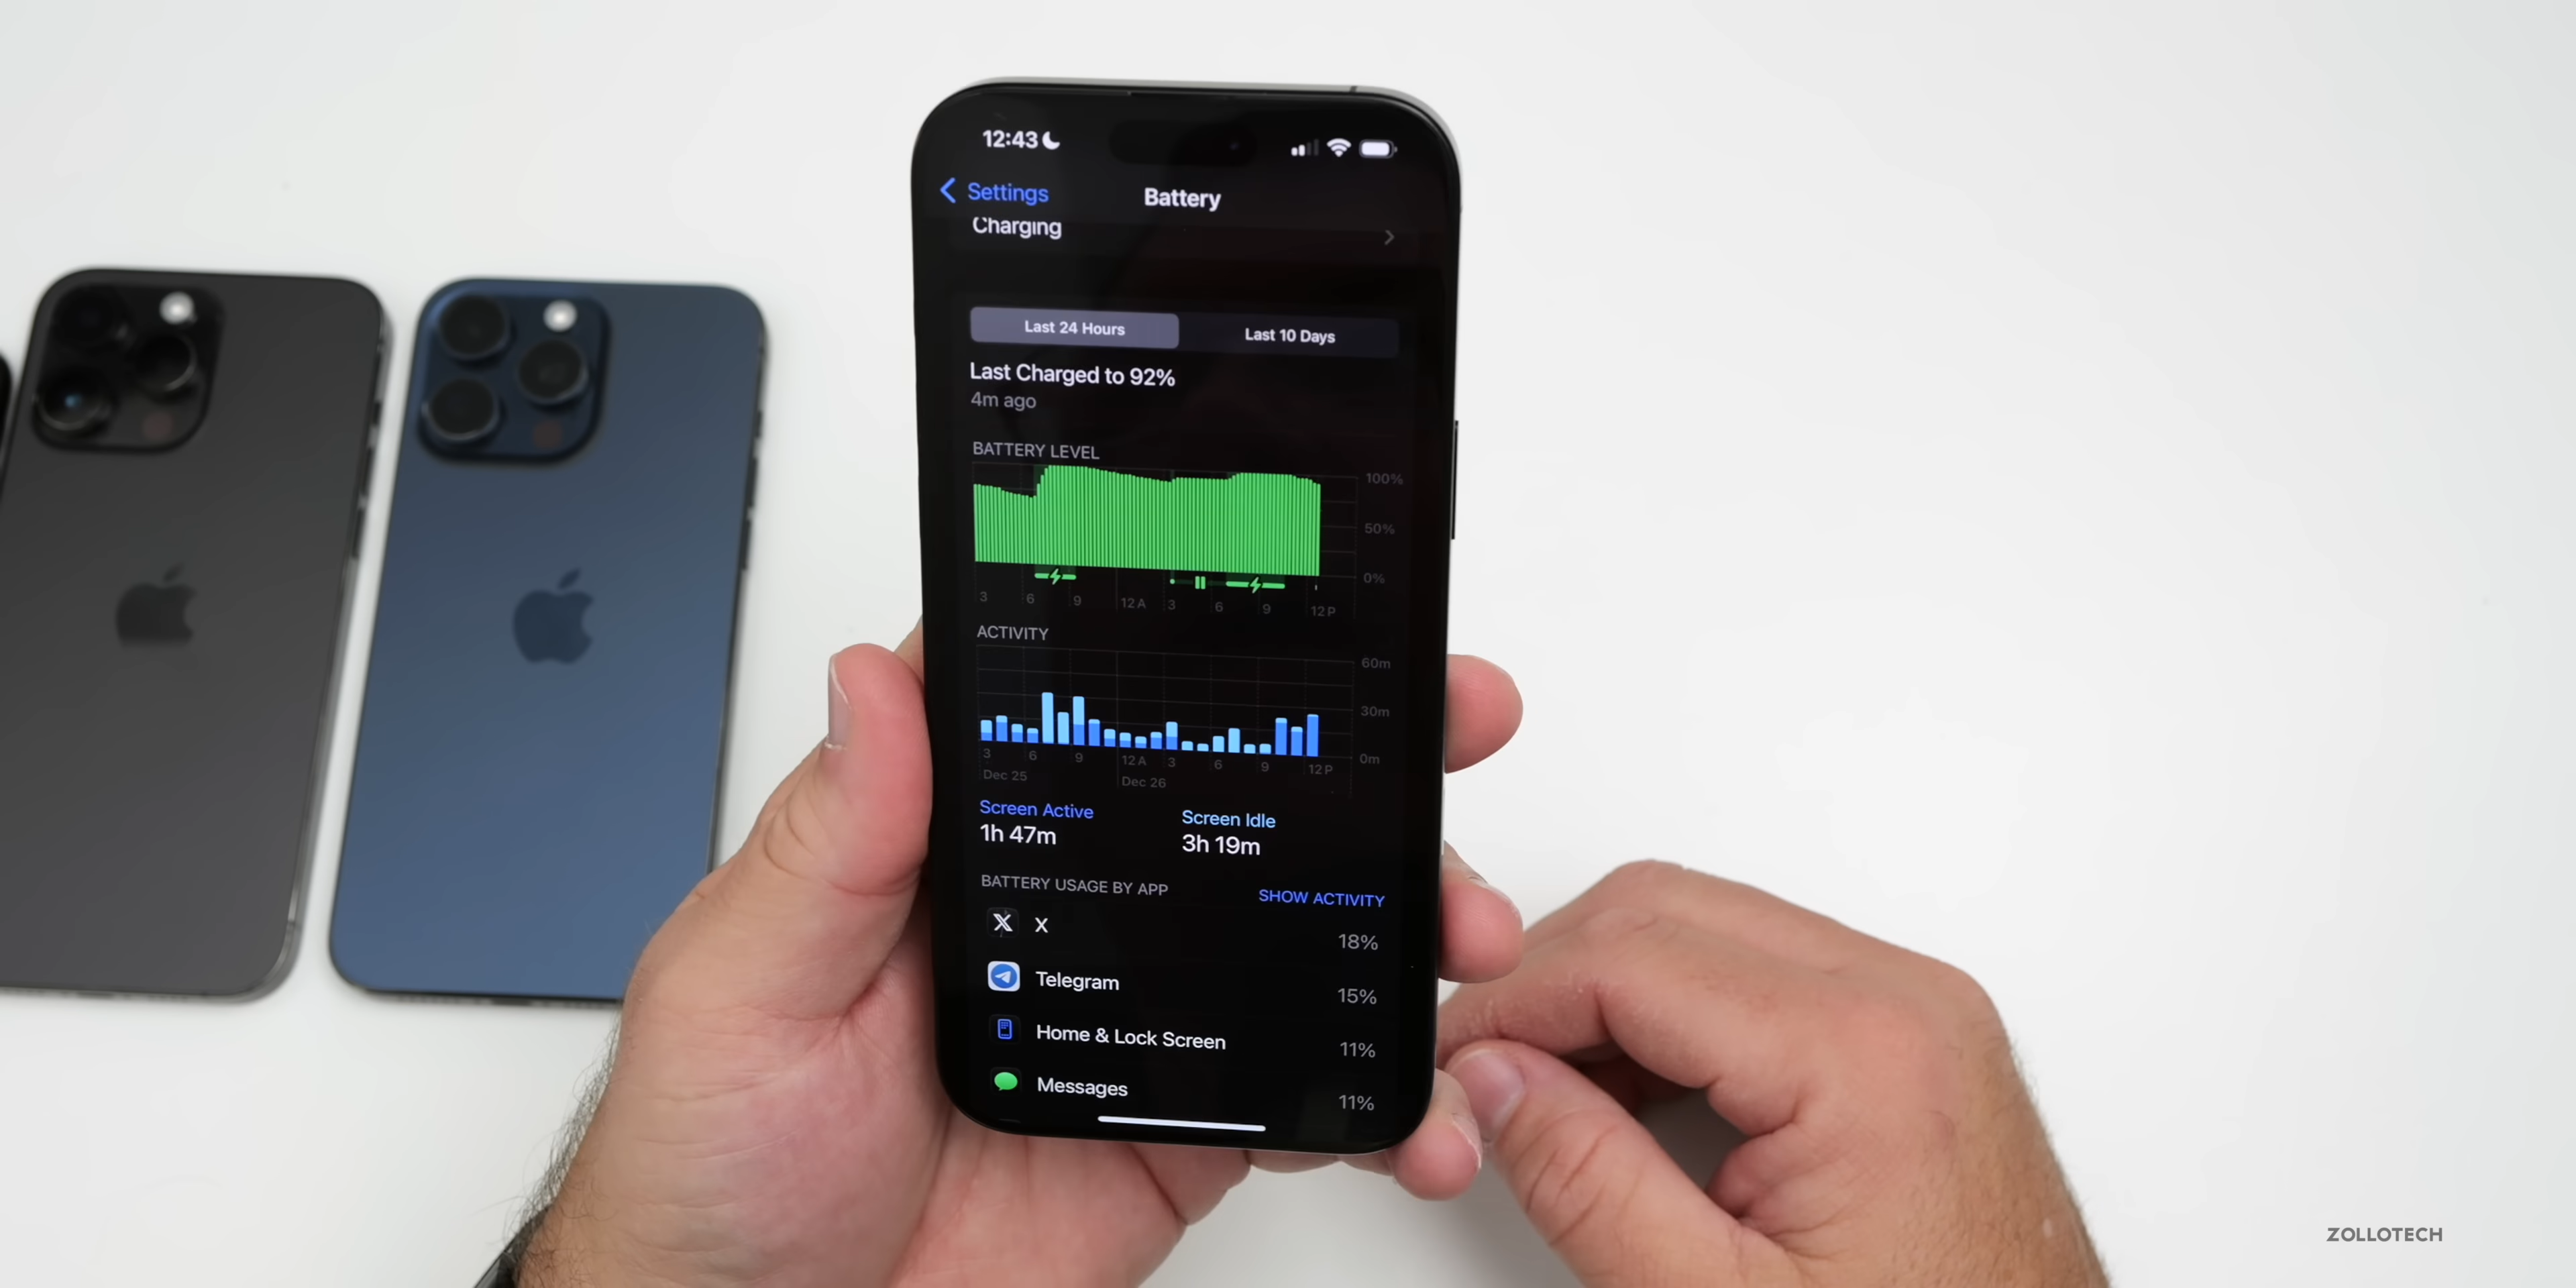 12:43
Settings
Battery
Charging
Last 24 Hours
Last 10 Days
Last Charged to 92%
4m ago
BATTERY LEVEL
100%
50%
0%
3 6 9 12 A 3 6 9 12 P
ACTIVITY
60m
30m
0m
3 6 9 12 A 3 6 9 12 P
Dec 25 Dec 26
Screen Active
1h 47m
Screen Idle
3h 19m
BATTERY USAGE BY APP
SHOW ACTIVITY
X 18%
Telegram 15%
Home & Lock Screen 11%
Messages 11%
ZOLLOTECH